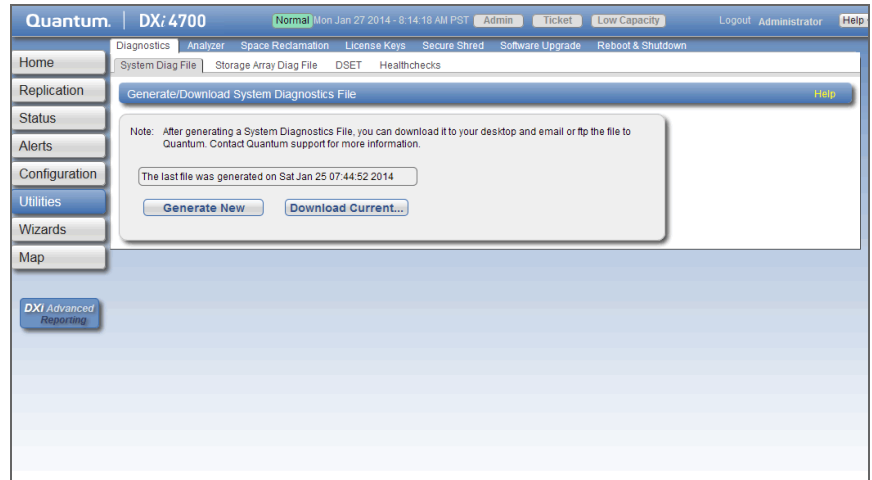 Quantum. DXi 4700 Normal Mon Jan 27 2014 - 8:14:18 AM PST Admin Ticket Low Capacity Logout Administrator Help
Diagnostics Analyzer Space Reclamation License Keys Secure Shred Software Upgrade Reboot & Shutdown
System Diag File Storage Array Diag File DSET Healthchecks
Home
Replication
Status
Alerts
Configuration
Utilities
Wizards
Map
DXi Advanced
Reporting
Generate/Download System Diagnostics File Help
Note: After generating a System Diagnostics File, you can download it to your desktop and email or ftp the file to
Quantum. Contact Quantum support for more information.
The last file was generated on Sat Jan 25 07:44:52 2014
Generate New Download Current...